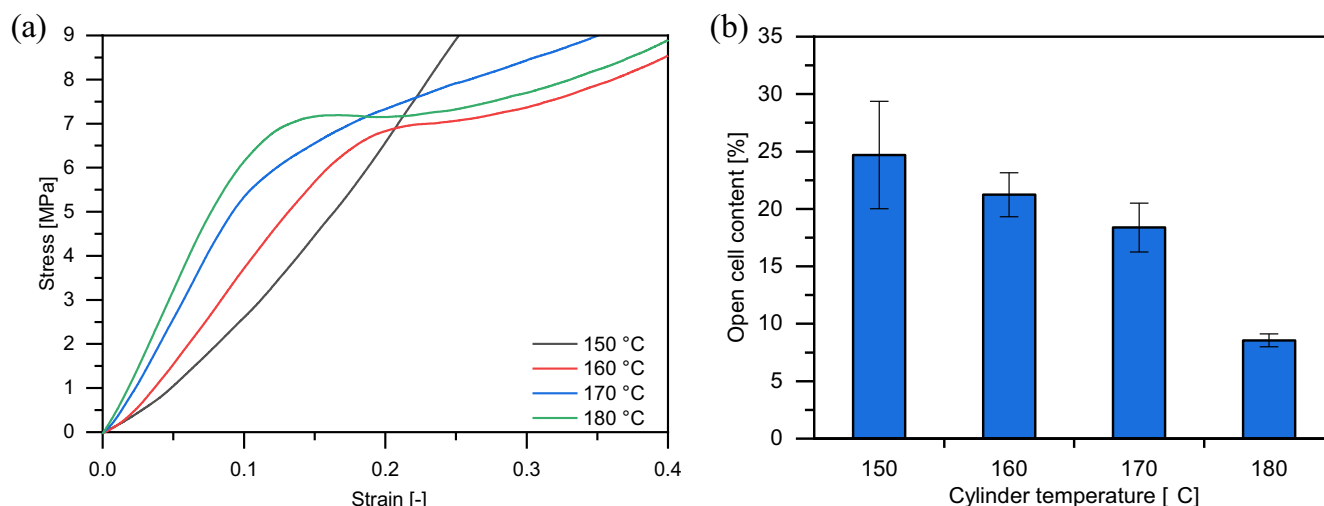 (a)
9
8
7
6
5
4
3
2
1
0
Stress [MPa]
150 °C
160 °C
170 °C
180 °C
0.0 0.1 0.2 0.3 0.4
Strain [-]
(b)
35
30
25
20
15
10
5
0
Open cell content [%]
150 160 170 180
Cylinder temperature [ C]